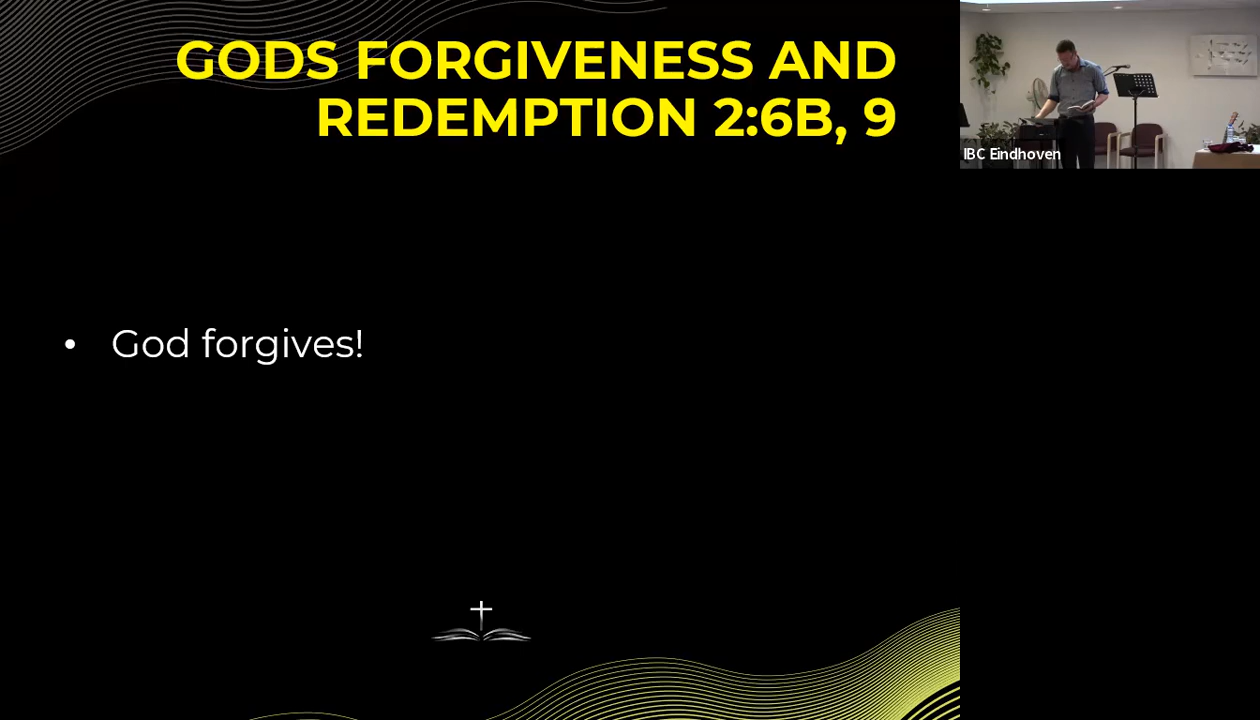 GODS FORGIVENESS AND
REDEMPTION 2:6B, 9
• God forgives!
IBC Eindhoven